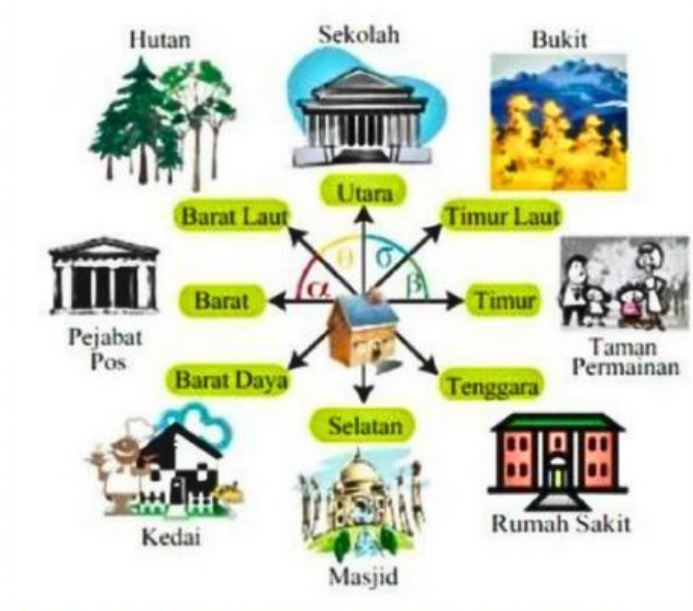 Hutan
Sekolah
Bukit
Utara
Barat Laut
Timur Laut
θ
σ
α
β
Barat
Timur
Pejabat
Pos
Taman
Permainan
Barat Daya
Tenggara
Selatan
Kedai
Masjid
Rumah Sakit